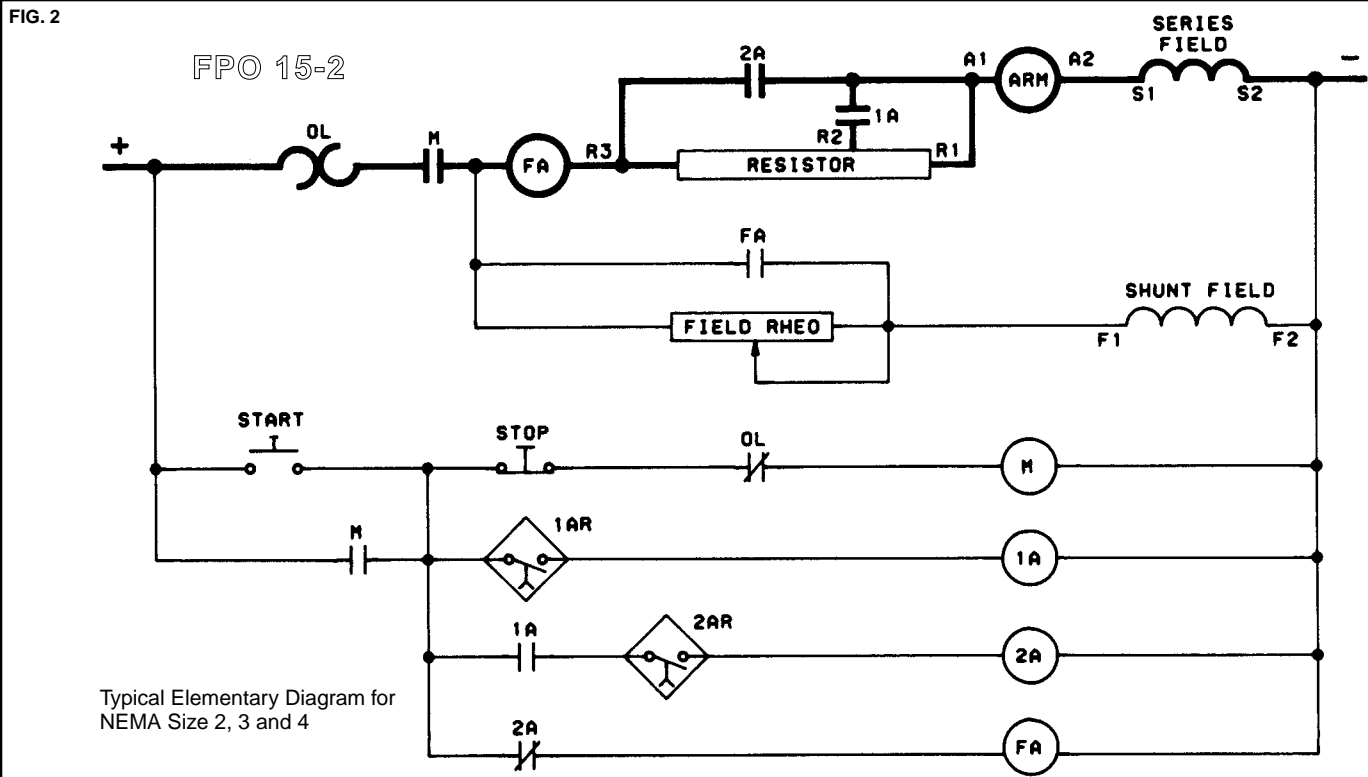 FIG. 2
FPO 15-2
SERIES
FIELD
2A
A1
ARM
A2
–
S1
S2
1A
R2
+
OL
M
FA
R3
RESISTOR
R1
FA
FIELD RHEO
SHUNT FIELD
F1
F2
START
STOP
OL
M
M
1AR
1A
1A
2AR
2A
Typical Elementary Diagram for
NEMA Size 2, 3 and 4
2A
FA